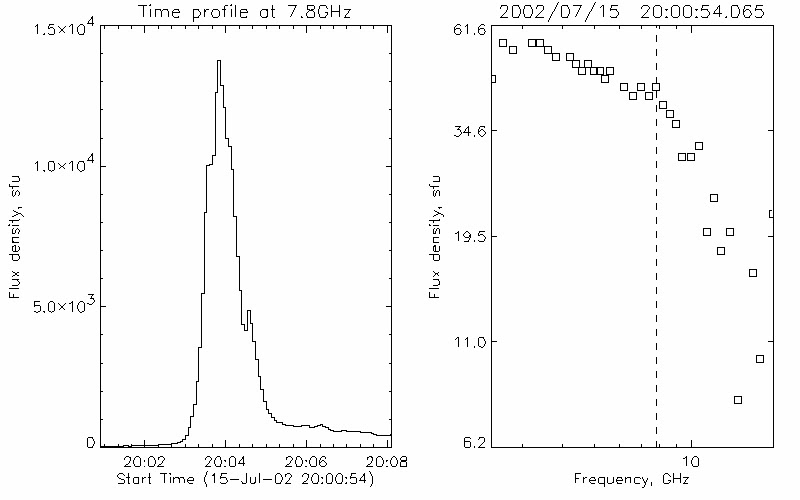 Time profile at 7.8GHz
1.5×10⁴
1.0×10⁴
5.0×10³
0
Flux density, sfu
20:02 20:04 20:06 20:08
Start Time (15-Jul-02 20:00:54)
2002/07/15 20:00:54.065
61.6
34.6
19.5
11.0
6.2
Flux density, sfu
10
Frequency, GHz